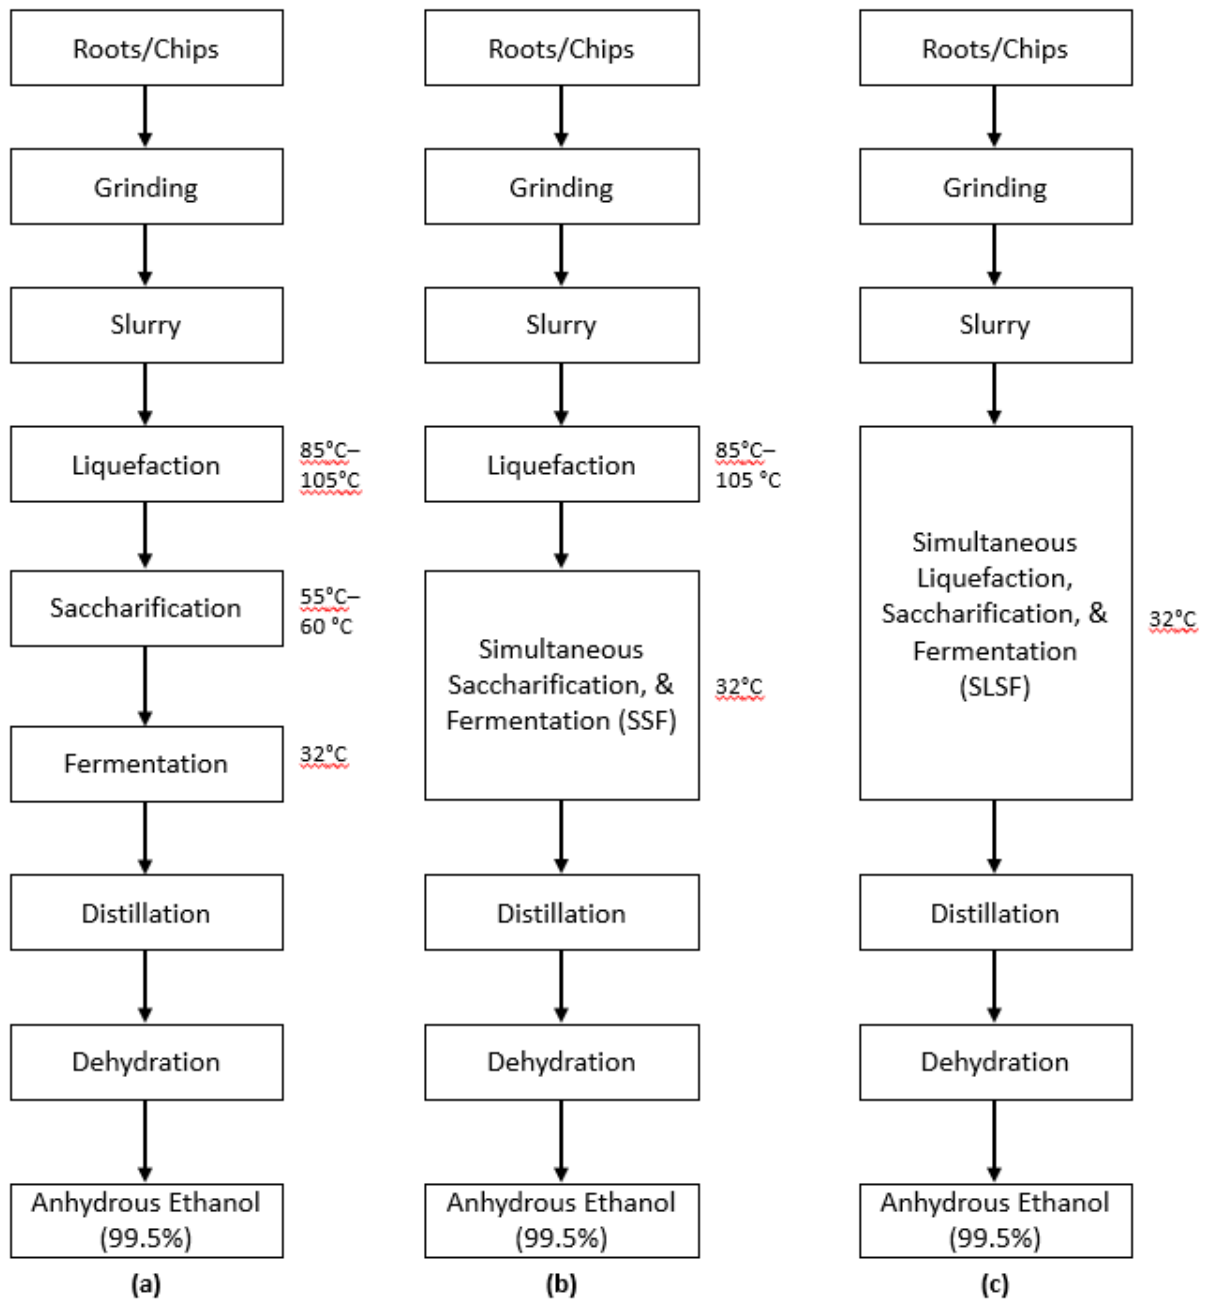 Roots/Chips
Grinding
Slurry
Liquefaction
85°C–
105°C
Saccharification
55°C–
60 °C
Fermentation
32°C
Distillation
Dehydration
Anhydrous Ethanol
(99.5%)
(a)
Roots/Chips
Grinding
Slurry
Liquefaction
85°C–
105 °C
Simultaneous
Saccharification, &
Fermentation (SSF)
32°C
Distillation
Dehydration
Anhydrous Ethanol
(99.5%)
(b)
Roots/Chips
Grinding
Slurry
Simultaneous
Liquefaction,
Saccharification, &
Fermentation
(SLSF)
32°C
Distillation
Dehydration
Anhydrous Ethanol
(99.5%)
(c)